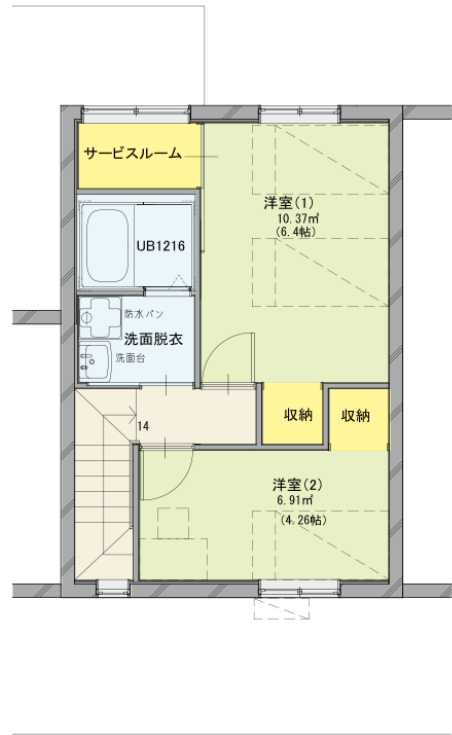 サービスルーム
洋室(1)
10.37㎡
(6.4帖)
UB1216
防水パン
洗面脱衣
洗面台
14
収納
収納
洋室(2)
6.91㎡
(4.26帖)